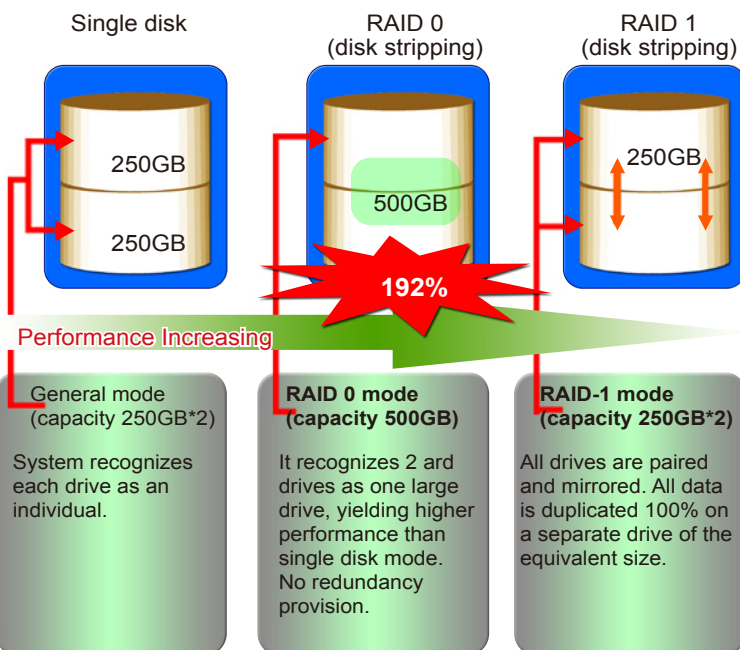 Single disk
RAID 0
(disk stripping)
RAID 1
(disk stripping)
250GB
250GB
500GB
250GB
192%
Performance Increasing
General mode
(capacity 250GB*2)
System recognizes
each drive as an
individual.
RAID 0 mode
(capacity 500GB)
It recognizes 2 ard
drives as one large
drive, yielding higher
performance than
single disk mode.
No redundancy
provision.
RAID-1 mode
(capacity 250GB*2)
All drives are paired
and mirrored. All data
is duplicated 100% on
a separate drive of the
equivalent size.